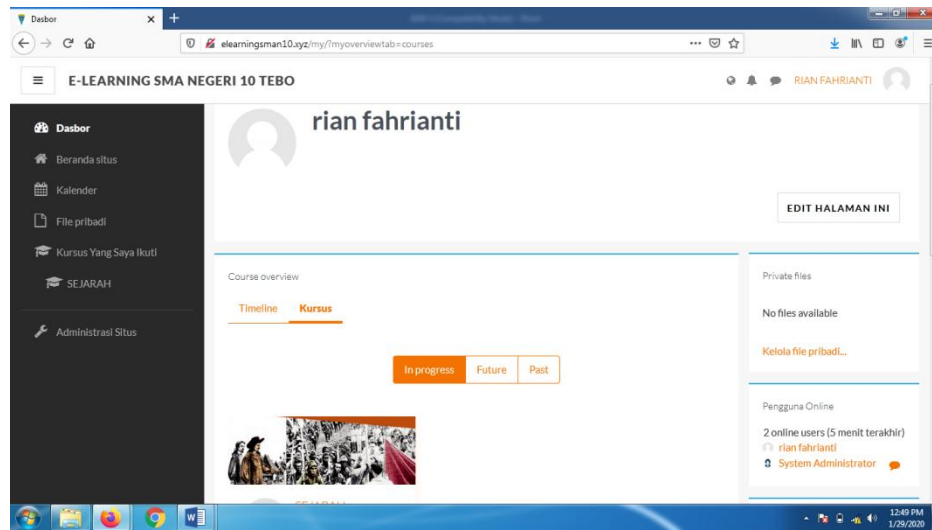 Dasbor
elearningsman10.xyz/my/?myoverviewtab=courses
E-LEARNING SMA NEGERI 10 TEBO
RIAN FAHRIANTI
Dasbor
Beranda situs
Kalender
File pribadi
Kursus Yang Saya Ikuti
SEJARAH
Administrasi Situs
rian fahrianti
EDIT HALAMAN INI
Course overview
Timeline Kursus
In progress Future Past
Private files
No files available
Kelola file pribadi...
Pengguna Online
2 online users (5 menit terakhir)
rian fahrianti
System Administrator
12:49 PM
1/29/2020